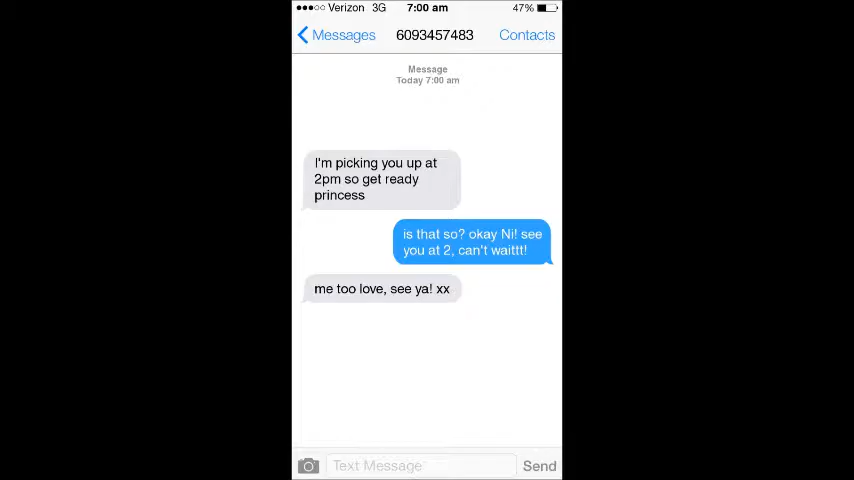 Verizon 3G 7:00 am 47%
Messages 6093457483 Contacts
Message
Today 7:00 am
I'm picking you up at
2pm so get ready
princess
is that so? okay Ni! see
you at 2, can't waittt!
me too love, see ya! xx
Text Message Send